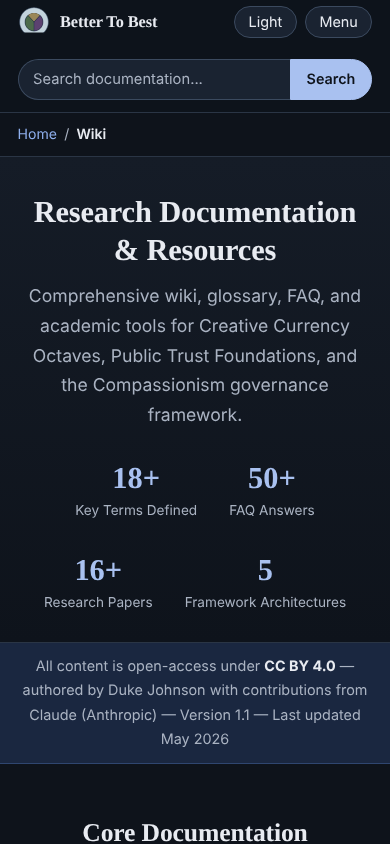 Better To Best
Light
Menu
Search documentation...
Search
Home / Wiki
Research Documentation
& Resources
Comprehensive wiki, glossary, FAQ, and
academic tools for Creative Currency
Octaves, Public Trust Foundations, and
the Compassionism governance
framework.
18+
Key Terms Defined
50+
FAQ Answers
16+
Research Papers
5
Framework Architectures
All content is open-access under CC BY 4.0 —
authored by Duke Johnson with contributions from
Claude (Anthropic) — Version 1.1 — Last updated
May 2026
Core Documentation